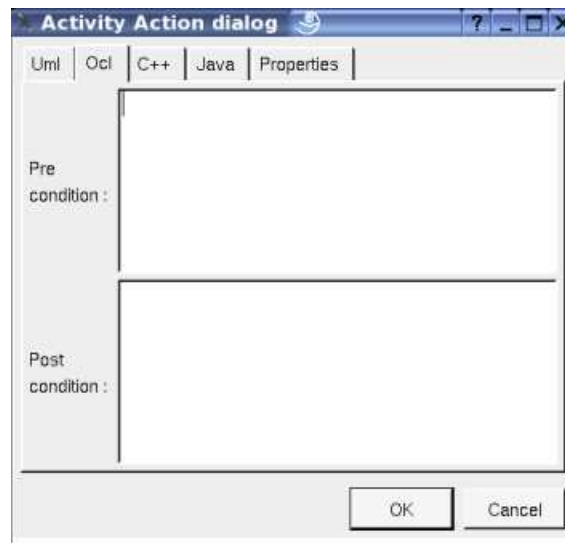 Activity Action dialog
Uml Ocl C++ Java Properties
Pre
condition :
Post
condition :
OK Cancel